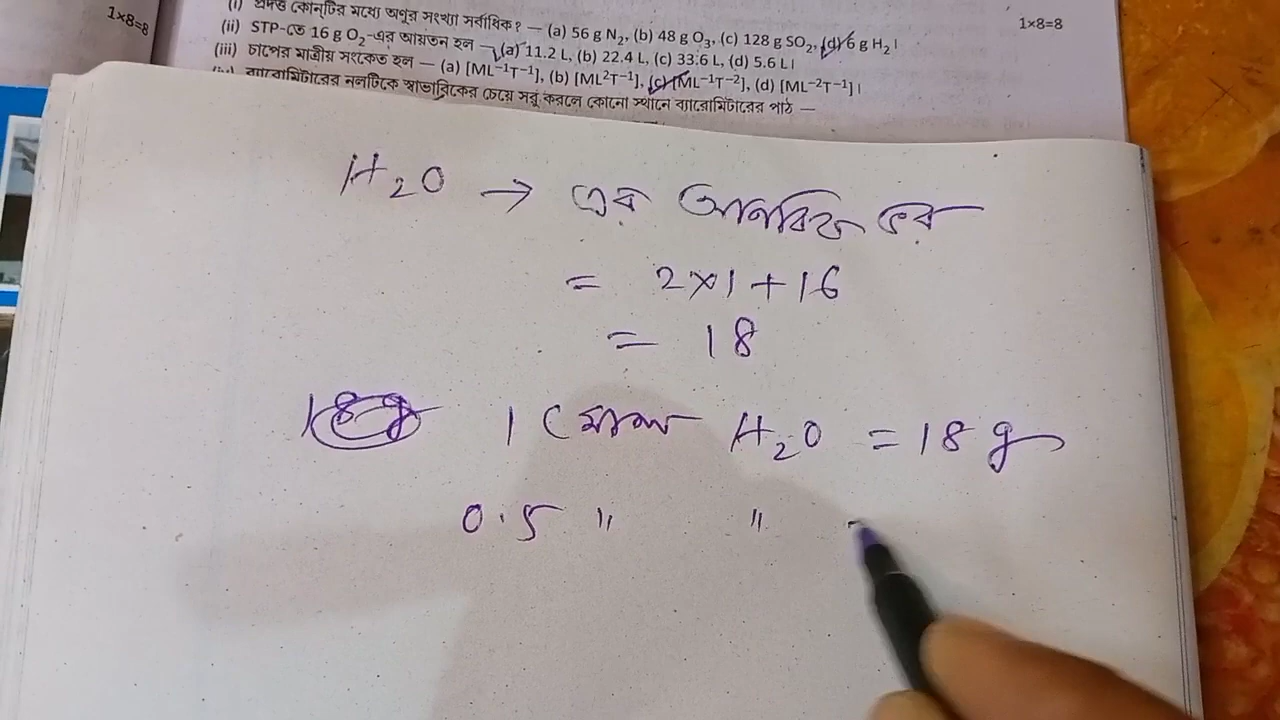 1×8=8
(i) প্রদত্ত কোন্‌টির মধ্যে অণুর সংখ্যা সর্বাধিক? — (a) 56 g N₂, (b) 48 g O₃, (c) 128 g SO₂, (d) 6 g H₂।
1×8=8
(ii) STP-তে 16 g O₂-এর আয়তন হল — (a) 11.2 L, (b) 22.4 L, (c) 33.6 L, (d) 5.6 L।
(iii) চাপের মাত্রীয় সংকেত হল — (a) [ML⁻¹T⁻¹], (b) [ML²T⁻¹], (c) [ML⁻¹T⁻²], (d) [ML⁻²T⁻¹]।
ব্যারোমিটারের নলটিকে স্বাভাবিকের চেয়ে সরু করলে কোনো স্থানে ব্যারোমিটারের পাঠ —
H₂O → এর আনবিক ভর
= 2×1+16
= 18
1 মোল H₂O = 18 g
0.5 " "